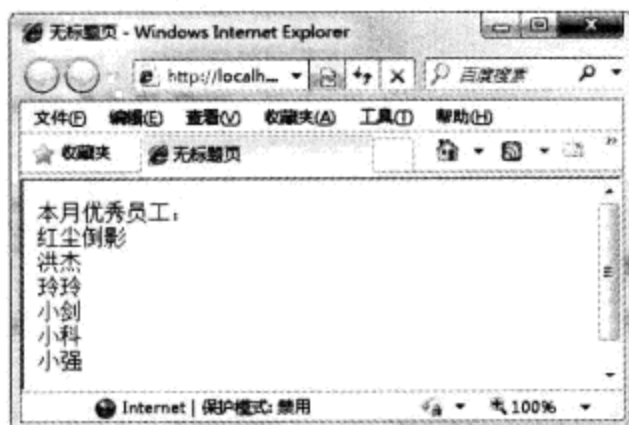 无标题页 - Windows Internet Explorer
http://localh... 百度搜索
文件(F) 编辑(E) 查看(V) 收藏夹(A) 工具(T) 帮助(H)
收藏夹 无标题页
本月优秀员工：
红尘倒影
洪杰
玲玲
小剑
小科
小强
Internet | 保护模式: 禁用 100%